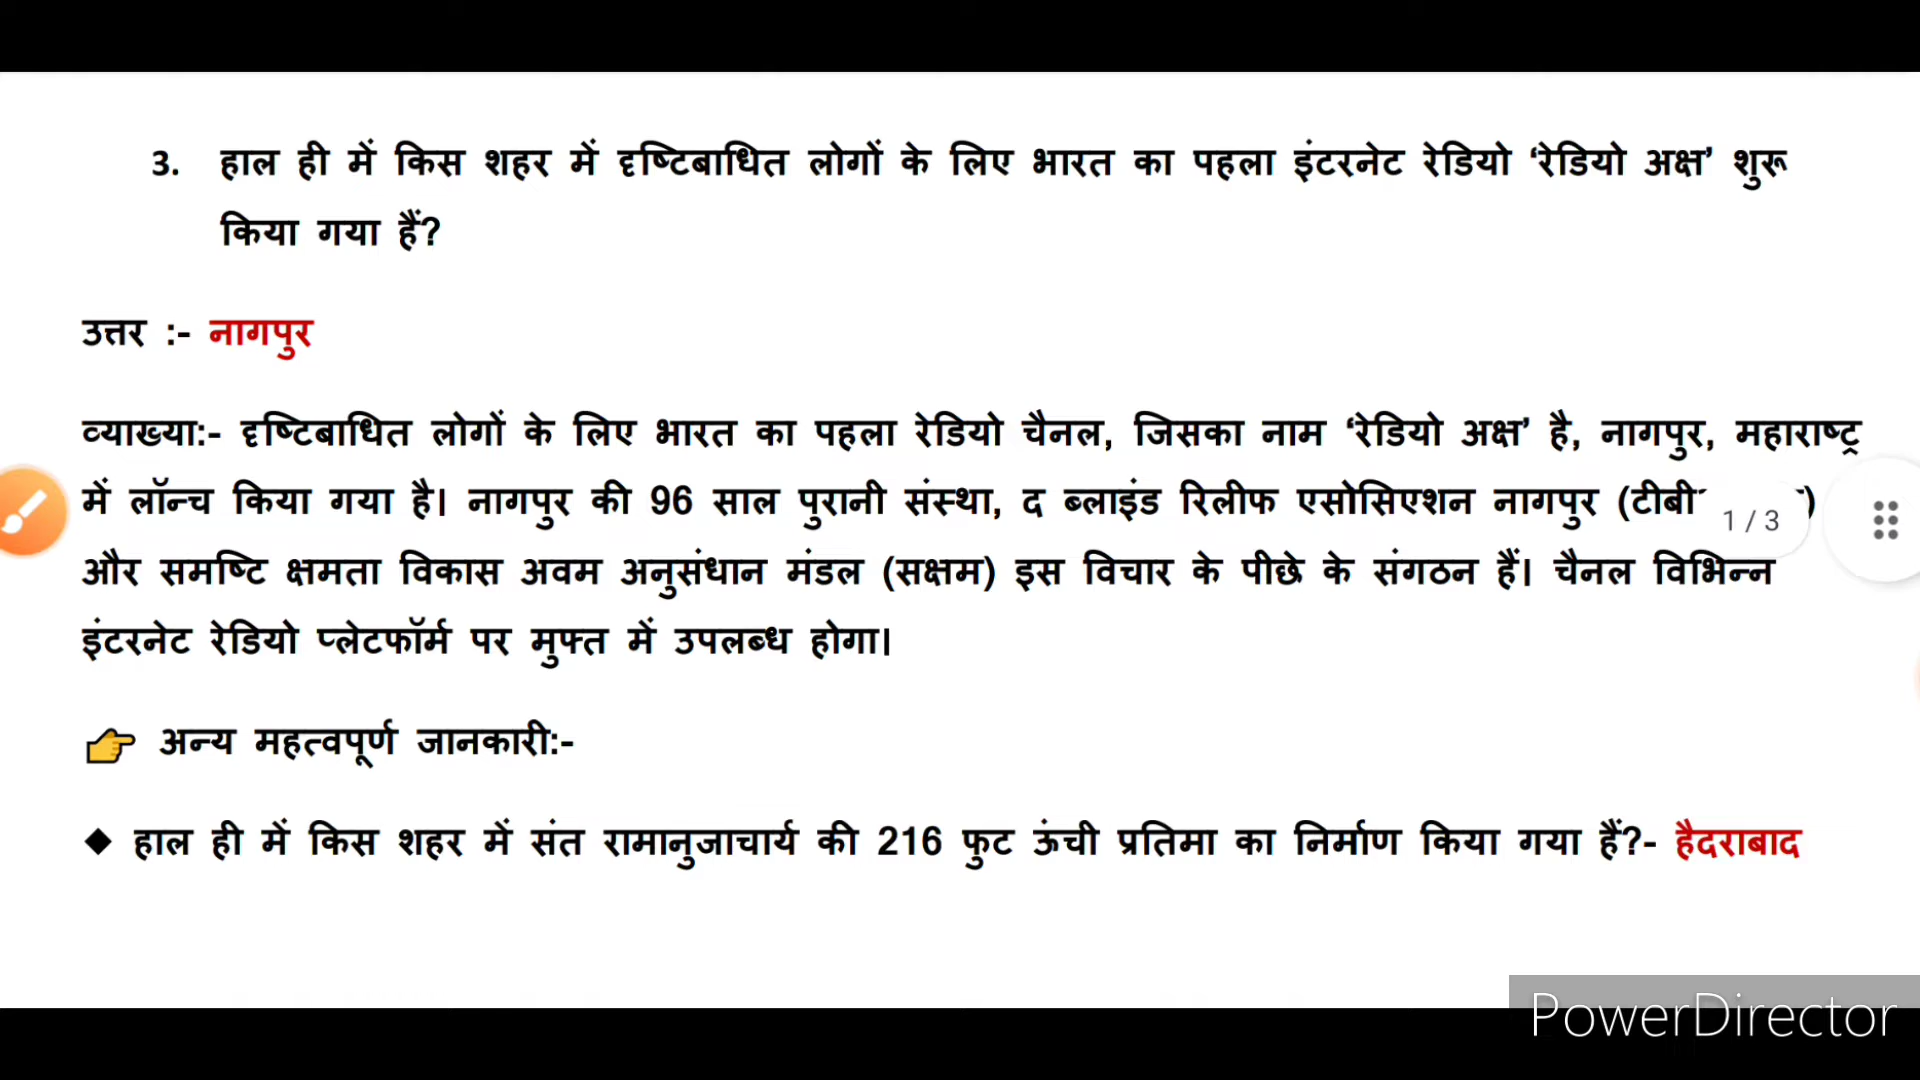 3. हाल ही में किस शहर में दृष्टिबाधित लोगों के लिए भारत का पहला इंटरनेट रेडियो ‘रेडियो अक्ष’ शुरू
किया गया हैं?
उत्तर :- नागपुर
व्याख्या:- दृष्टिबाधित लोगों के लिए भारत का पहला रेडियो चैनल, जिसका नाम ‘रेडियो अक्ष’ है, नागपुर, महाराष्ट्र
में लॉन्च किया गया है। नागपुर की 96 साल पुरानी संस्था, द ब्लाइंड रिलीफ एसोसिएशन नागपुर
1 / 3
और समष्टि क्षमता विकास अवम अनुसंधान मंडल (सक्षम) इस विचार के पीछे के संगठन हैं। चैनल विभिन्न
इंटरनेट रेडियो प्लेटफॉर्म पर मुफ्त में उपलब्ध होगा।
👉 अन्य महत्वपूर्ण जानकारी:-
◆ हाल ही में किस शहर में संत रामानुजाचार्य की 216 फुट ऊंची प्रतिमा का निर्माण किया गया हैं?- हैदराबाद
PowerDirector